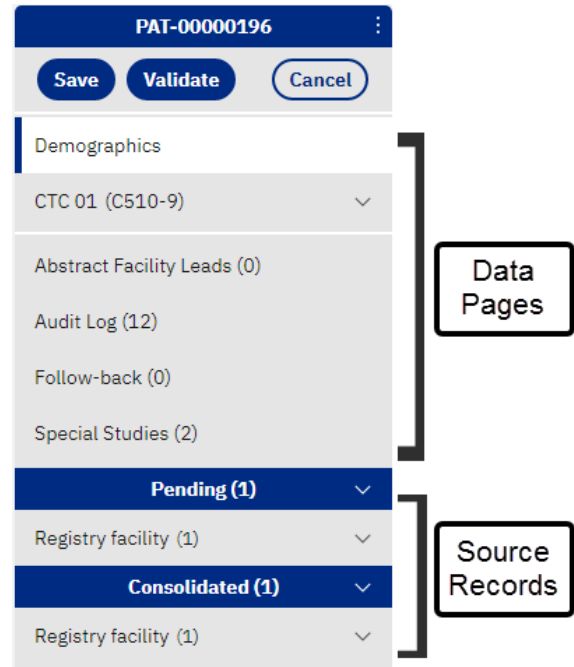 PAT-00000196
Save Validate Cancel
Demographics
CTC 01 (C510-9)
Abstract Facility Leads (0)
Audit Log (12)
Follow-back (0)
Special Studies (2)
Data
Pages
Pending (1)
Registry facility (1)
Consolidated (1)
Registry facility (1)
Source
Records